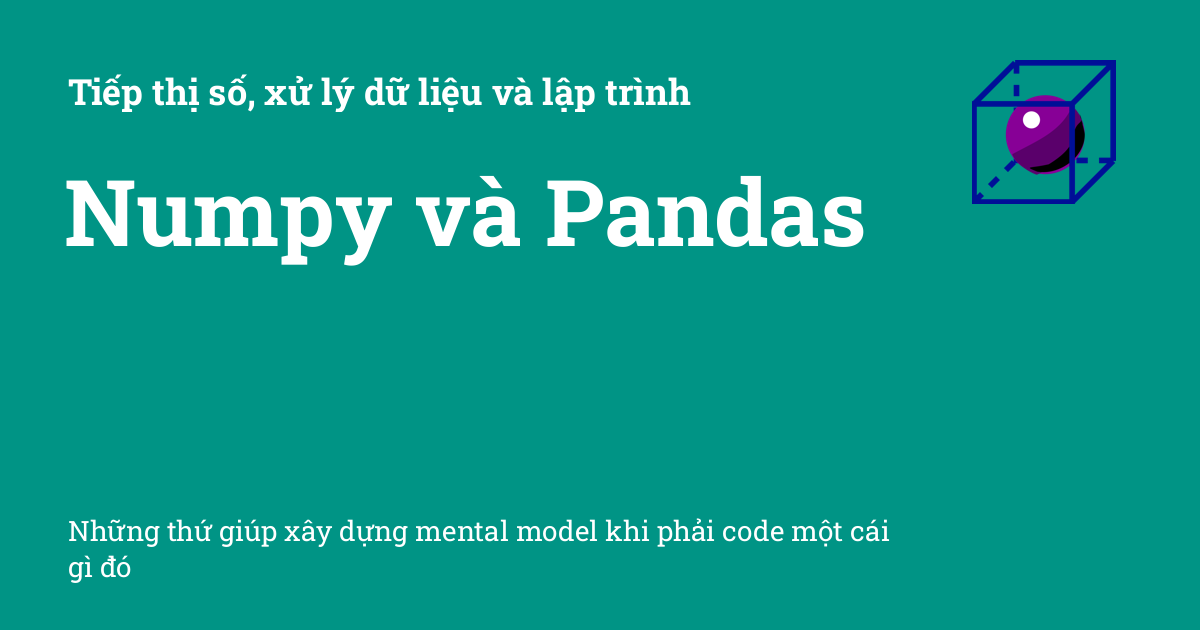 Tiếp thị số, xử lý dữ liệu và lập trình
Numpy và Pandas
Những thứ giúp xây dựng mental model khi phải code một cái
gì đó